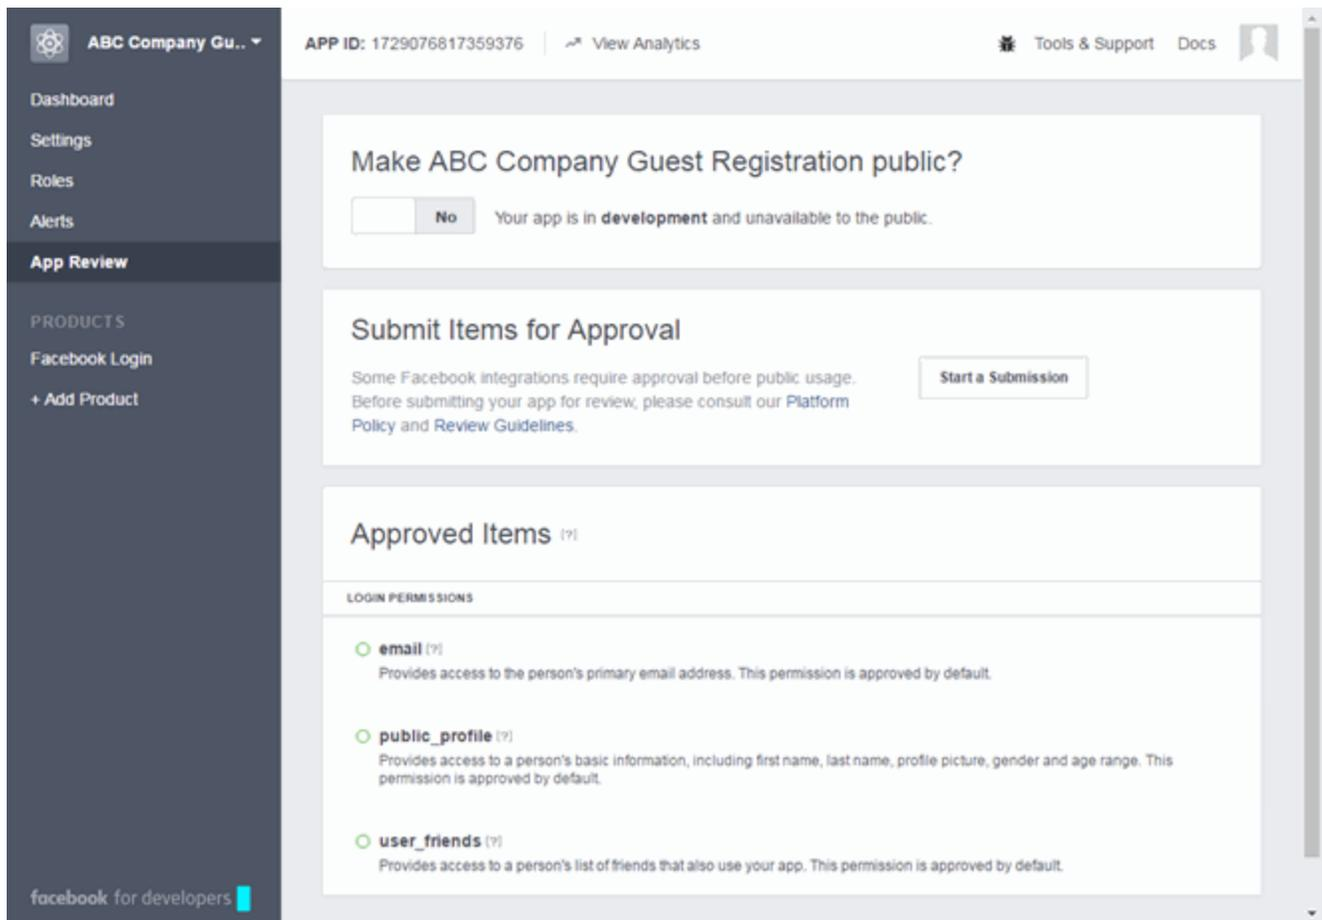 ABC Company Gu..
APP ID: 1729076817359376
View Analytics
Tools & Support
Docs
Dashboard
Settings
Roles
Alerts
App Review
PRODUCTS
Facebook Login
+ Add Product
facebook for developers
Make ABC Company Guest Registration public?
No
Your app is in development and unavailable to the public.
Submit Items for Approval
Some Facebook integrations require approval before public usage.
Before submitting your app for review, please consult our Platform
Policy and Review Guidelines.
Start a Submission
Approved Items [?]
LOGIN PERMISSIONS
email [?]
Provides access to the person's primary email address. This permission is approved by default.
public_profile [?]
Provides access to a person's basic information, including first name, last name, profile picture, gender and age range. This
permission is approved by default.
user_friends [?]
Provides access to a person's list of friends that also use your app. This permission is approved by default.